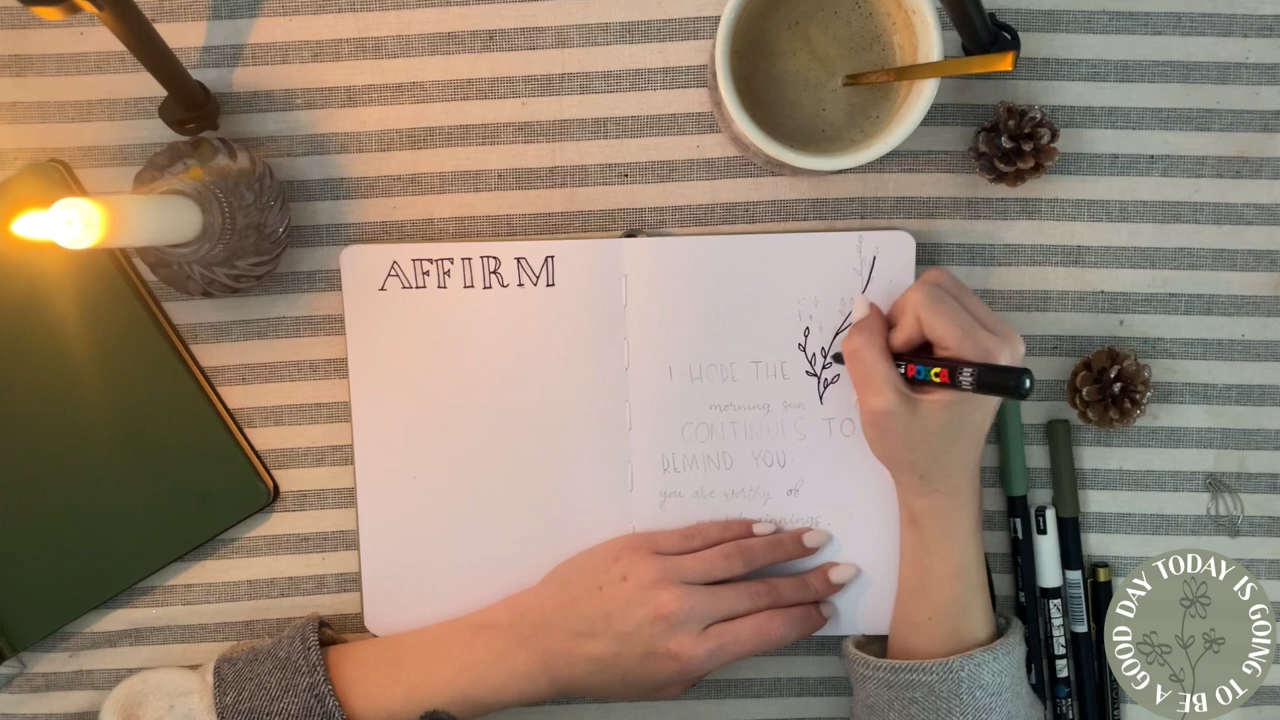 AFFIRM
I HOPE THE
morning sun
CONTINUES TO
REMIND YOU
you are worthy of
beginnings.
POSCA
TODAY IS GOING TO BE A GOOD DAY